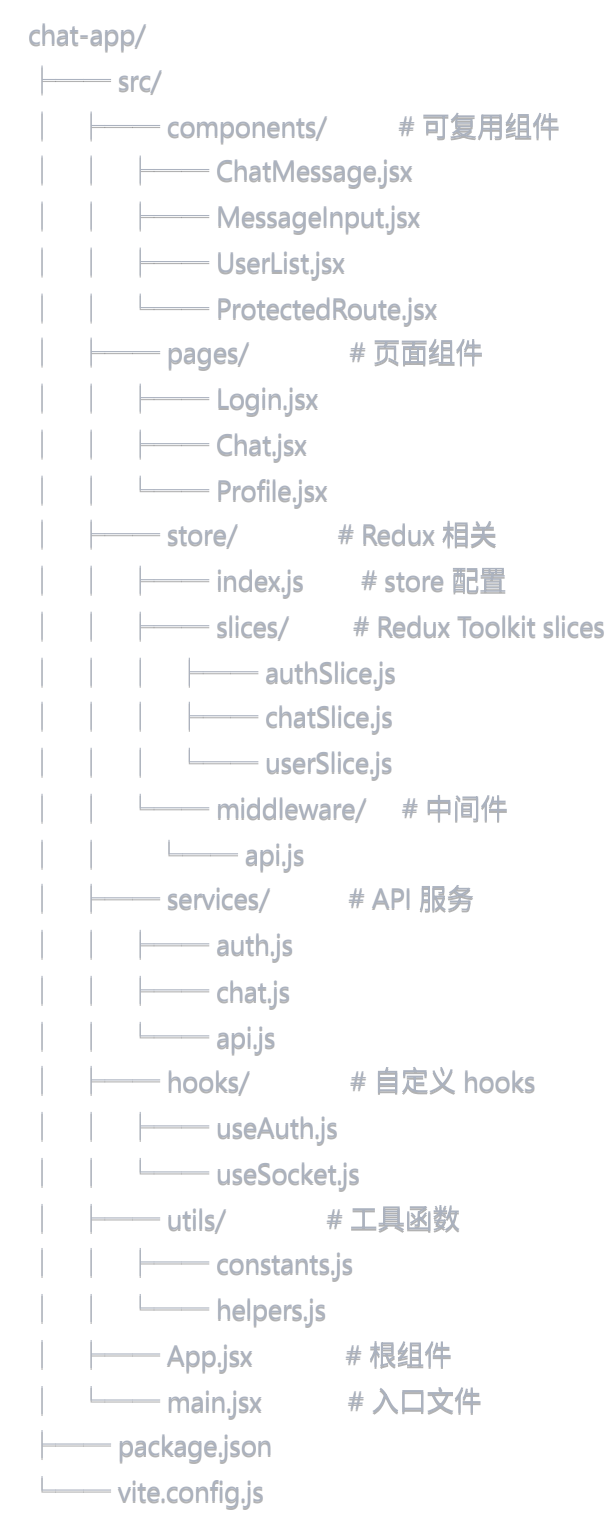 chat-app/
├── src/
│   ├── components/          # 可复用组件
│   │   ├── ChatMessage.jsx
│   │   ├── MessageInput.jsx
│   │   ├── UserList.jsx
│   │   └── ProtectedRoute.jsx
│   ├── pages/               # 页面组件
│   │   ├── Login.jsx
│   │   ├── Chat.jsx
│   │   └── Profile.jsx
│   ├── store/               # Redux 相关
│   │   ├── index.js         # store 配置
│   │   ├── slices/          # Redux Toolkit slices
│   │   │   ├── authSlice.js
│   │   │   ├── chatSlice.js
│   │   │   └── userSlice.js
│   │   └── middleware/      # 中间件
│   │       └── api.js
│   ├── services/            # API 服务
│   │   ├── auth.js
│   │   ├── chat.js
│   │   └── api.js
│   ├── hooks/               # 自定义 hooks
│   │   ├── useAuth.js
│   │   └── useSocket.js
│   ├── utils/               # 工具函数
│   │   ├── constants.js
│   │   └── helpers.js
│   ├── App.jsx              # 根组件
│   └── main.jsx             # 入口文件
├── package.json
└── vite.config.js